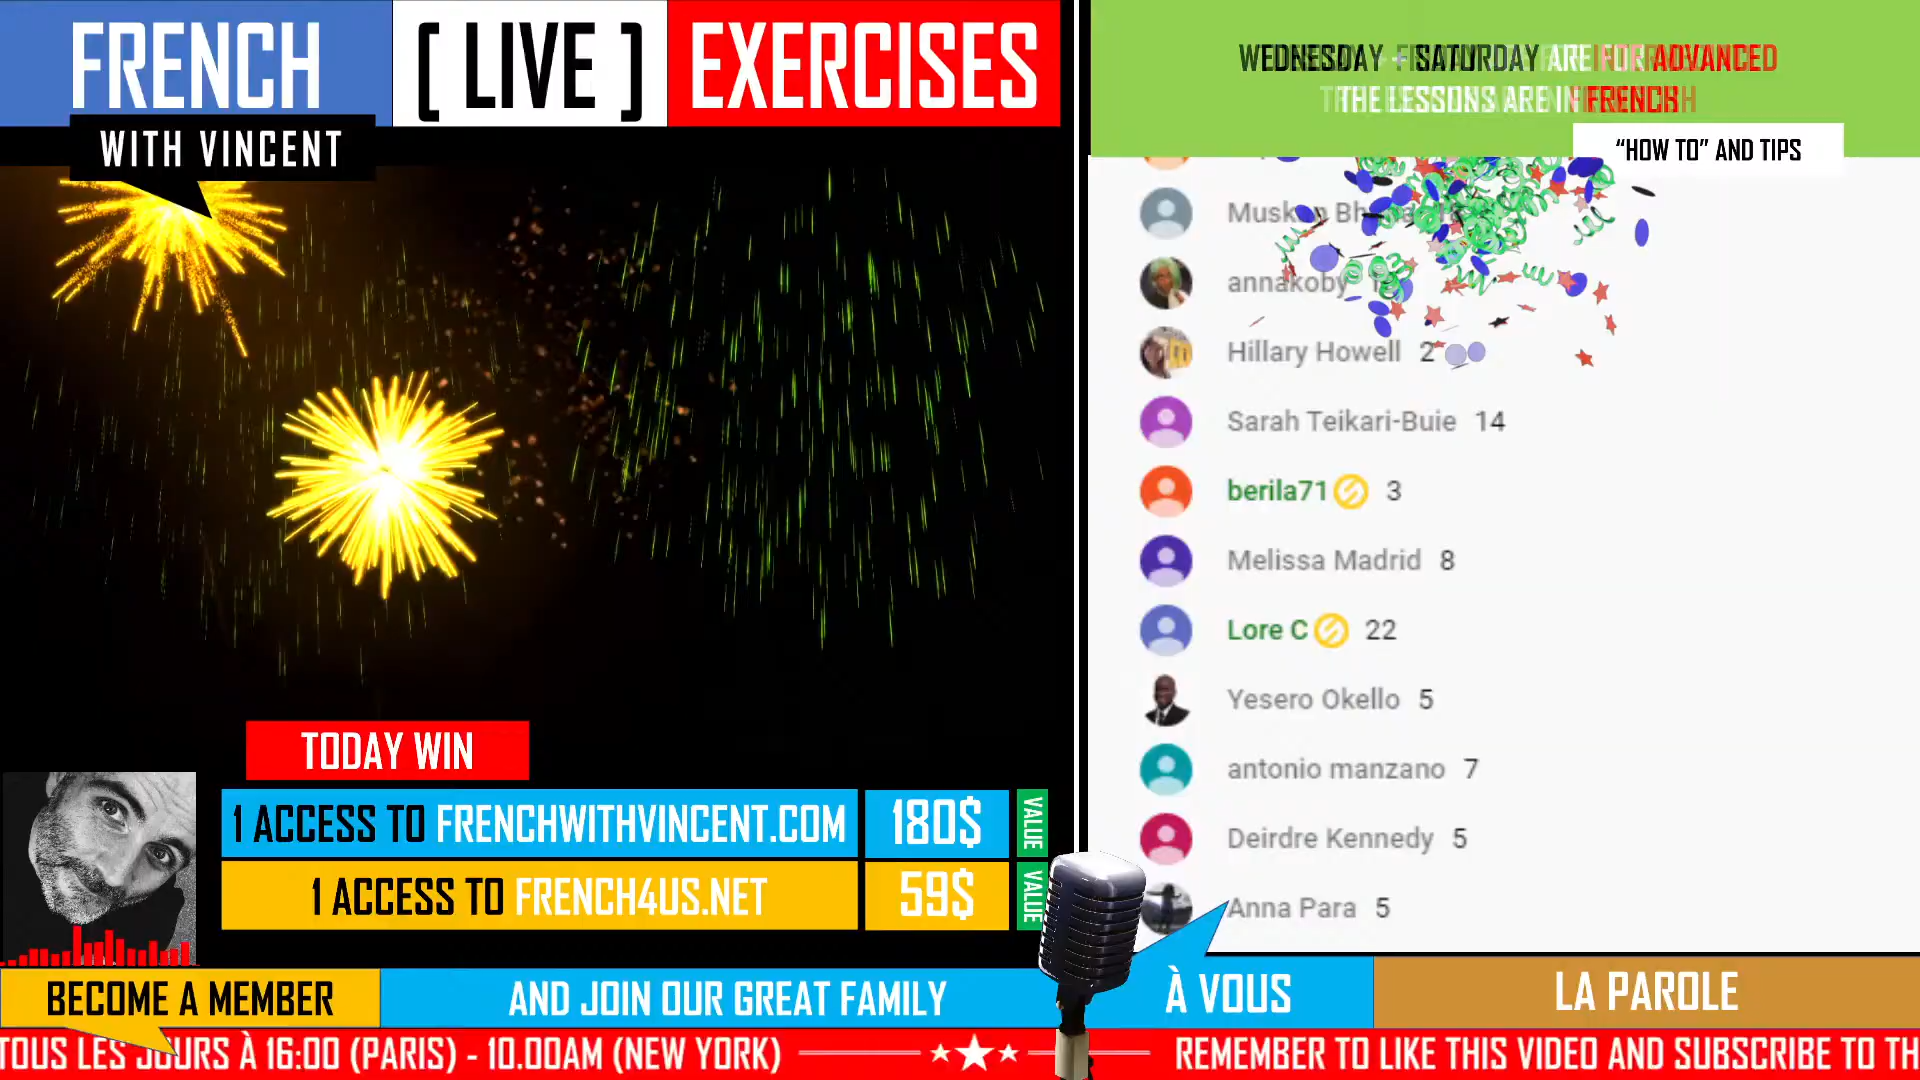 FRENCH
[ LIVE ]
EXERCISES
WITH VINCENT
WEDNESDAY + SATURDAY ARE FOR ADVANCED
THE LESSONS ARE IN FRENCH
“HOW TO” AND TIPS
annakoby
Hillary Howell 2
Sarah Teikari-Buie 14
berila71 3
Melissa Madrid 8
Lore C 22
Yesero Okello 5
antonio manzano 7
Deirdre Kennedy 5
Anna Para 5
TODAY WIN
1 ACCESS TO FRENCHWITHVINCENT.COM 180$ VALUE
1 ACCESS TO FRENCH4US.NET 59$ VALUE
BECOME A MEMBER
AND JOIN OUR GREAT FAMILY
À VOUS
LA PAROLE
TOUS LES JOURS À 16:00 (PARIS) - 10.00AM (NEW YORK)
REMEMBER TO LIKE THIS VIDEO AND SUBSCRIBE TO TH